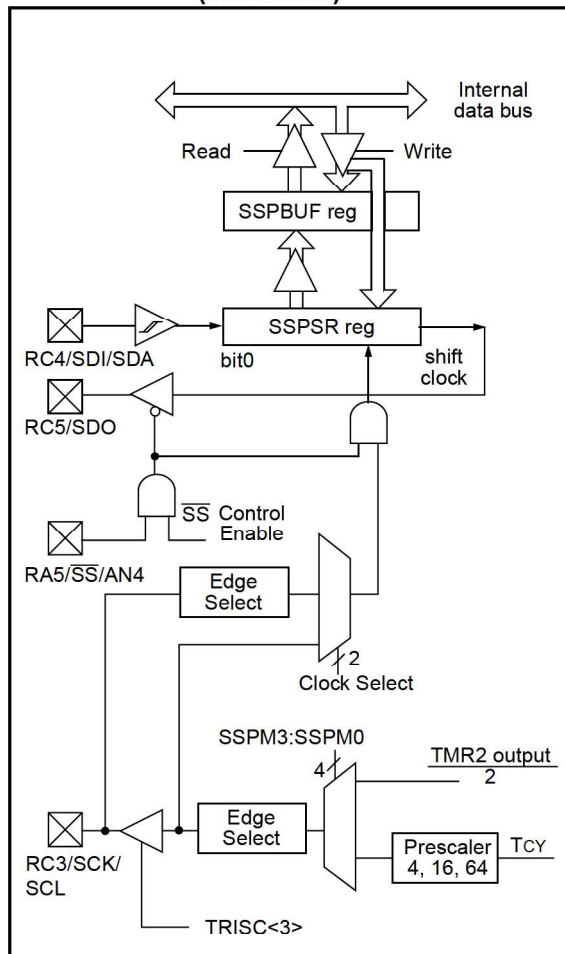 Internal
data bus
Read
Write
SSPBUF reg
SSPSR reg
RC4/SDI/SDA
bit0
shift
clock
RC5/SDO
SS Control
Enable
RA5/SS/AN4
Edge
Select
2
Clock Select
SSPM3:SSPM0
4
TMR2 output
2
Edge
Select
Prescaler
4, 16, 64
TCY
RC3/SCK/
SCL
TRISC<3>